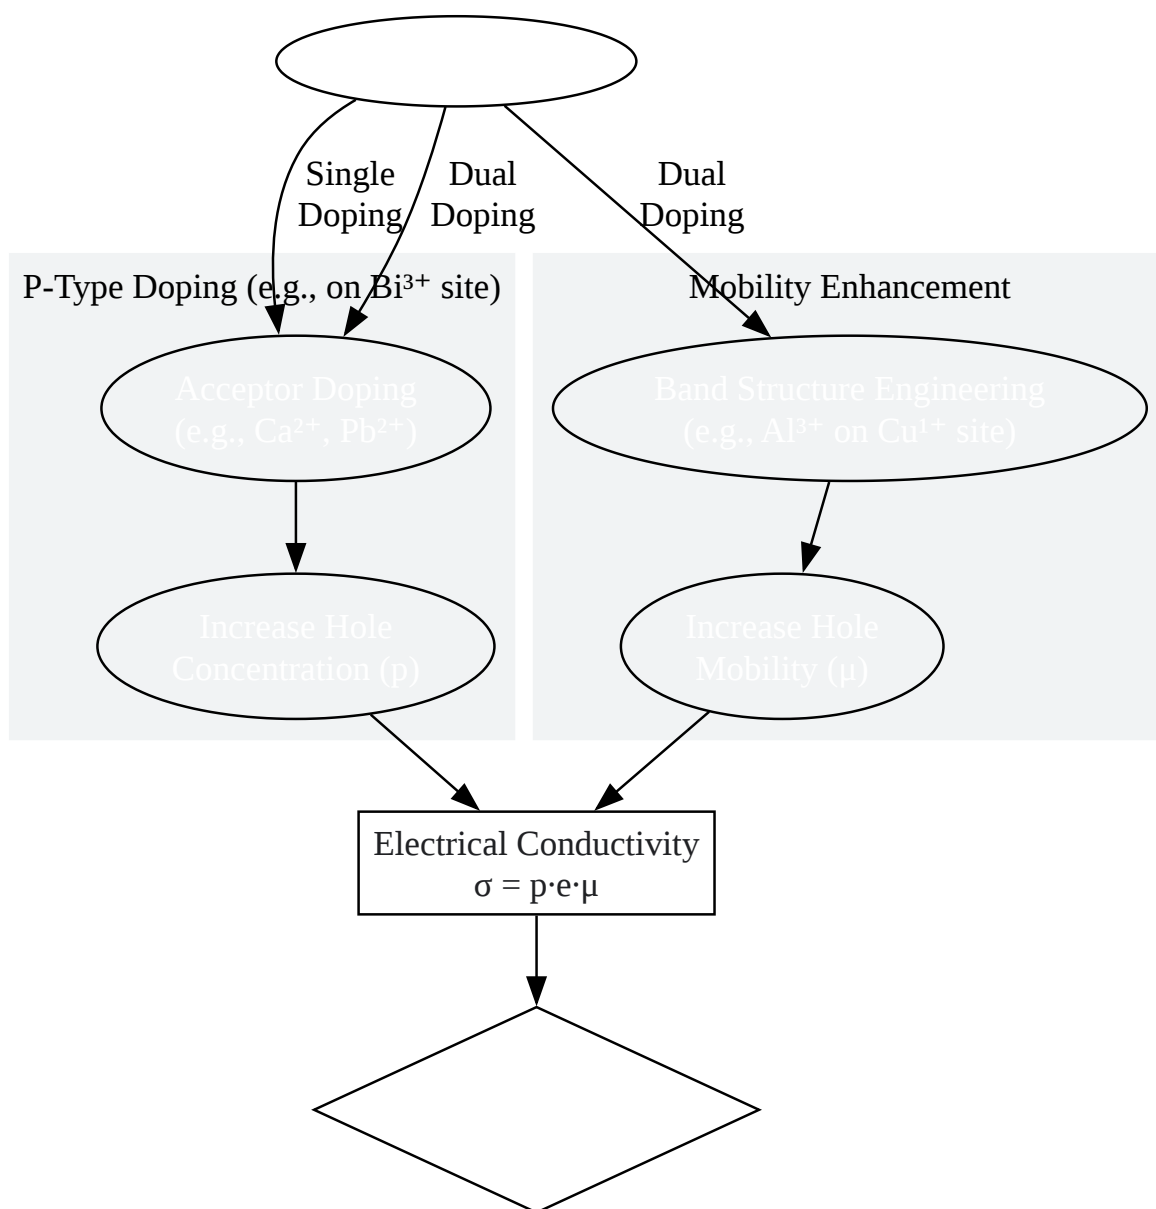 Single
Doping
Dual
Doping
Dual
Doping
P-Type Doping (e.g., on Bi³⁺ site)
Mobility Enhancement
Acceptor Doping
(e.g., Ca²⁺, Pb²⁺)
Band Structure Engineering
(e.g., Al³⁺ on Cu¹⁺ site)
Increase Hole
Concentration (p)
Increase Hole
Mobility (μ)
Electrical Conductivity
σ = p·e·μ